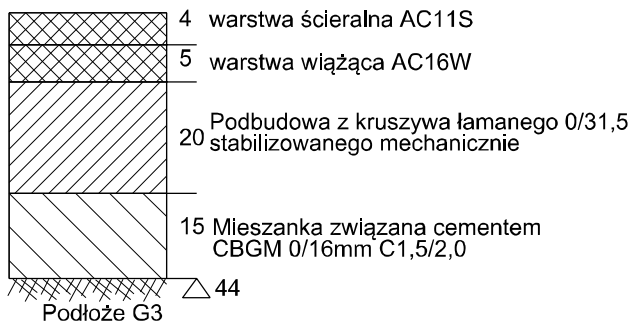 4 warstwa ścieralna AC11S
5 warstwa wiążąca AC16W
20 Podbudowa z kruszywa łamanego 0/31,5
stabilizowanego mechanicznie
15 Mieszanka związana cementem
CBGM 0/16mm C1,5/2,0
44
Podłoże G3